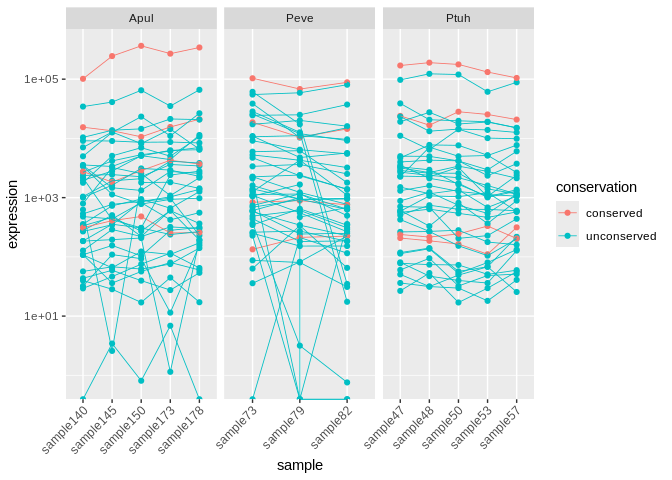 Apul Peve Ptuh
1e+05
1e+03
1e+01
expression
sample140 sample145 sample150 sample173 sample178 sample73 sample79 sample82 sample47 sample48 sample50 sample53 sample57
sample
conservation
conserved
unconserved